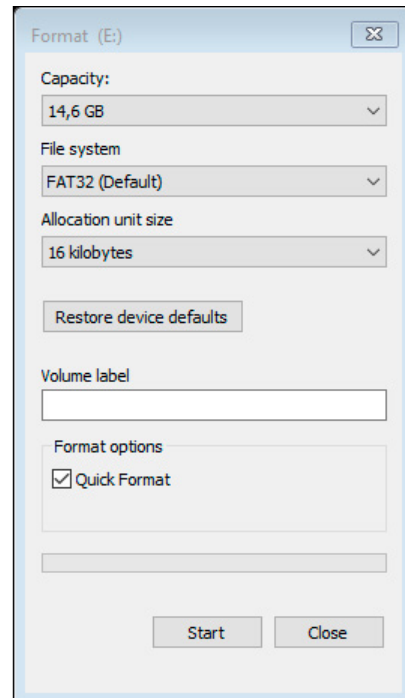 Format (E:)
Capacity:
14,6 GB
File system
FAT32 (Default)
Allocation unit size
16 kilobytes
Restore device defaults
Volume label
Format options
Quick Format
Start Close